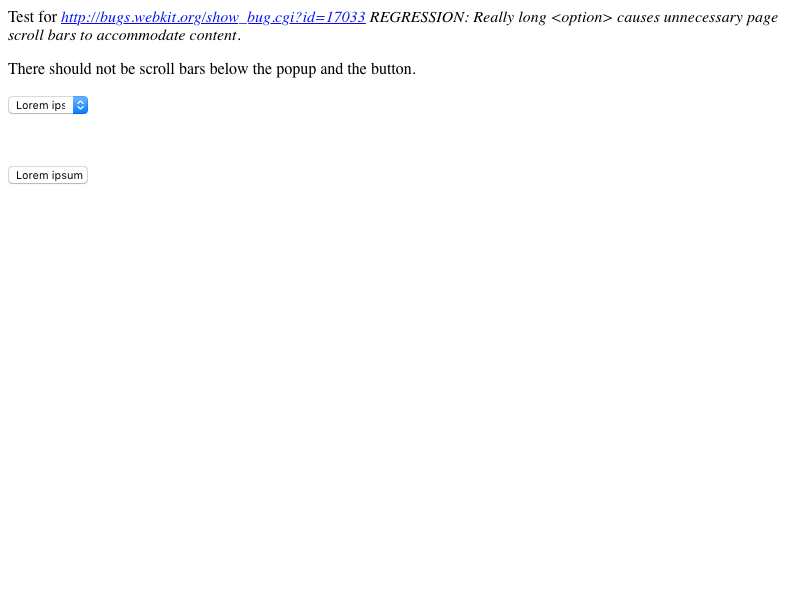 Test for http://bugs.webkit.org/show_bug.cgi?id=17033 REGRESSION: Really long <option> causes unnecessary page
scroll bars to accommodate content.
There should not be scroll bars below the popup and the button.
Lorem ips
Lorem ipsum